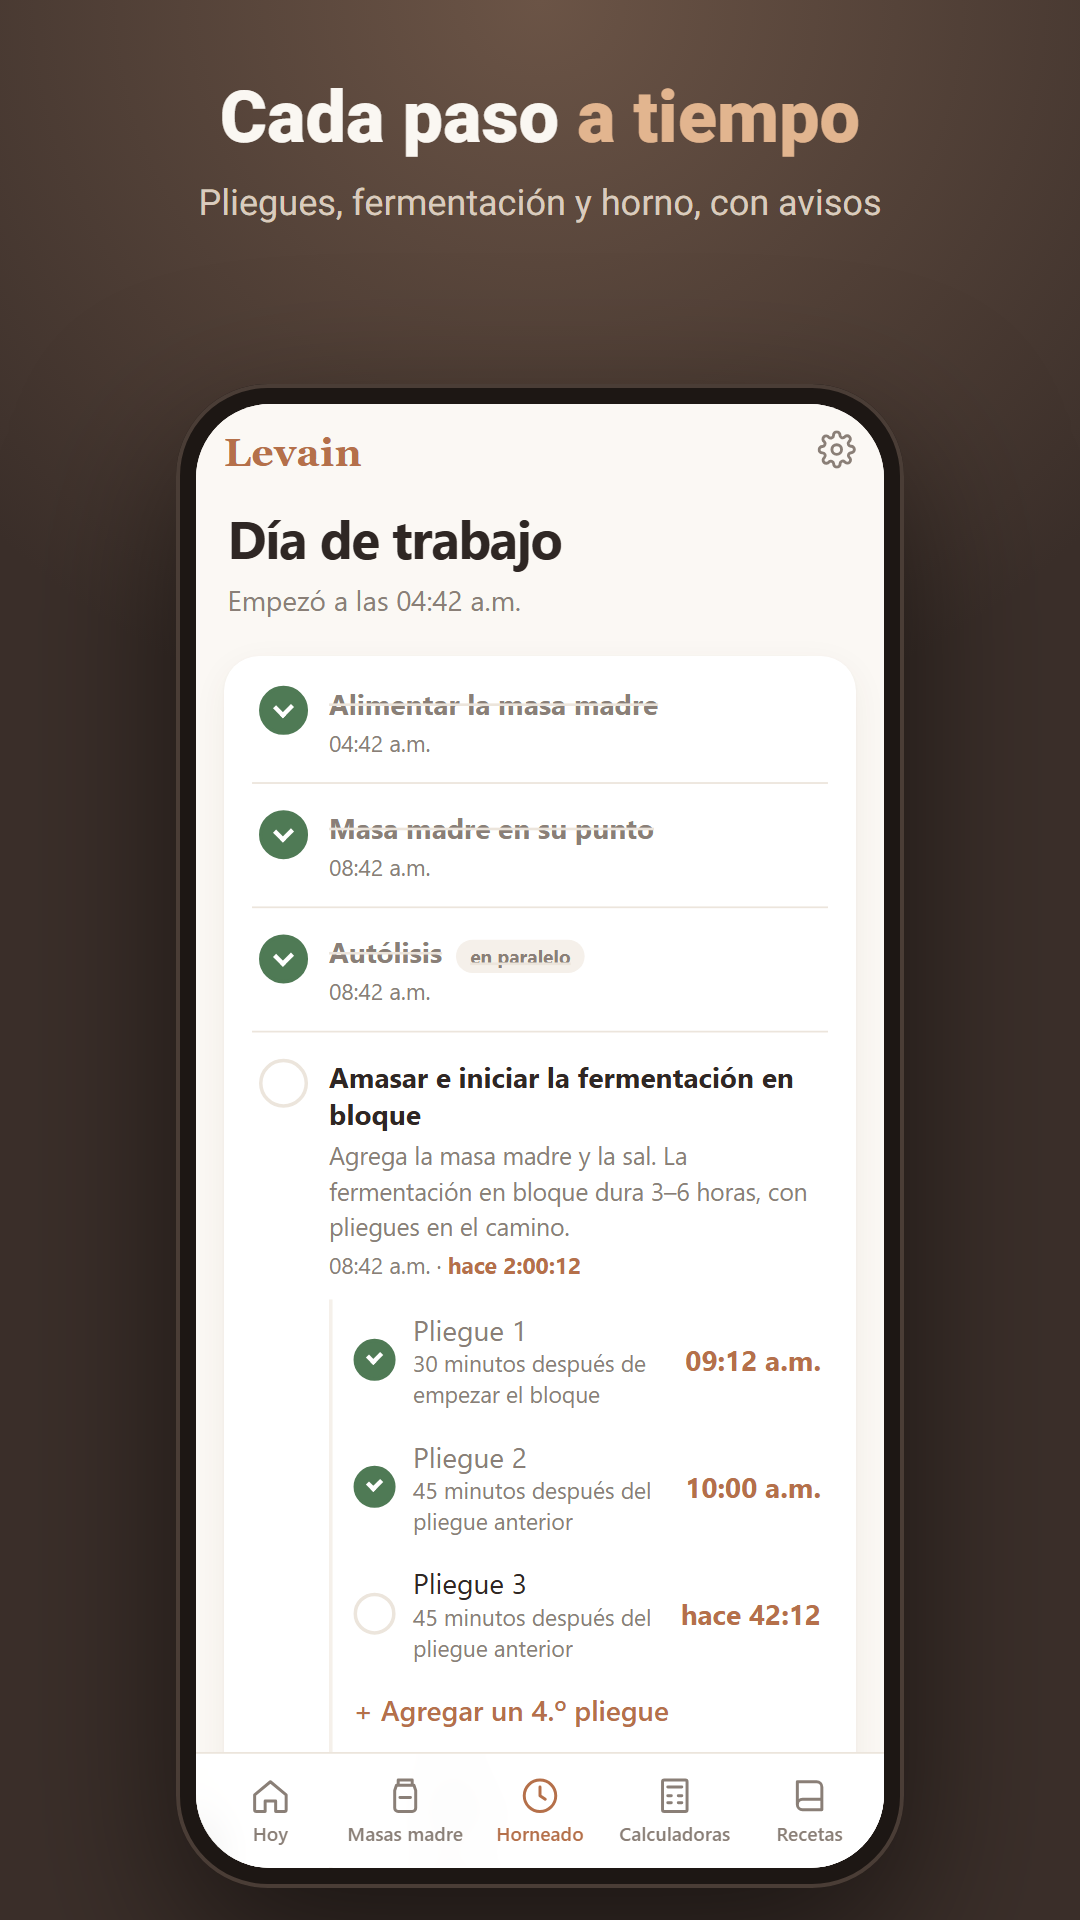 Cada paso a tiempo
Pliegues, fermentación y horno, con avisos
Levain
Día de trabajo
Empezó a las 04:42 a.m.
Alimentar la masa madre
04:42 a.m.
Masa madre en su punto
08:42 a.m.
Autólisis en paralelo
08:42 a.m.
Amasar e iniciar la fermentación en
bloque
Agrega la masa madre y la sal. La
fermentación en bloque dura 3–6 horas, con
pliegues en el camino.
08:42 a.m. · hace 2:00:12
Pliegue 1
30 minutos después de
empezar el bloque
09:12 a.m.
Pliegue 2
45 minutos después del
pliegue anterior
10:00 a.m.
Pliegue 3
45 minutos después del
pliegue anterior
hace 42:12
+ Agregar un 4.º pliegue
Hoy
Masas madre
Horneado
Calculadoras
Recetas